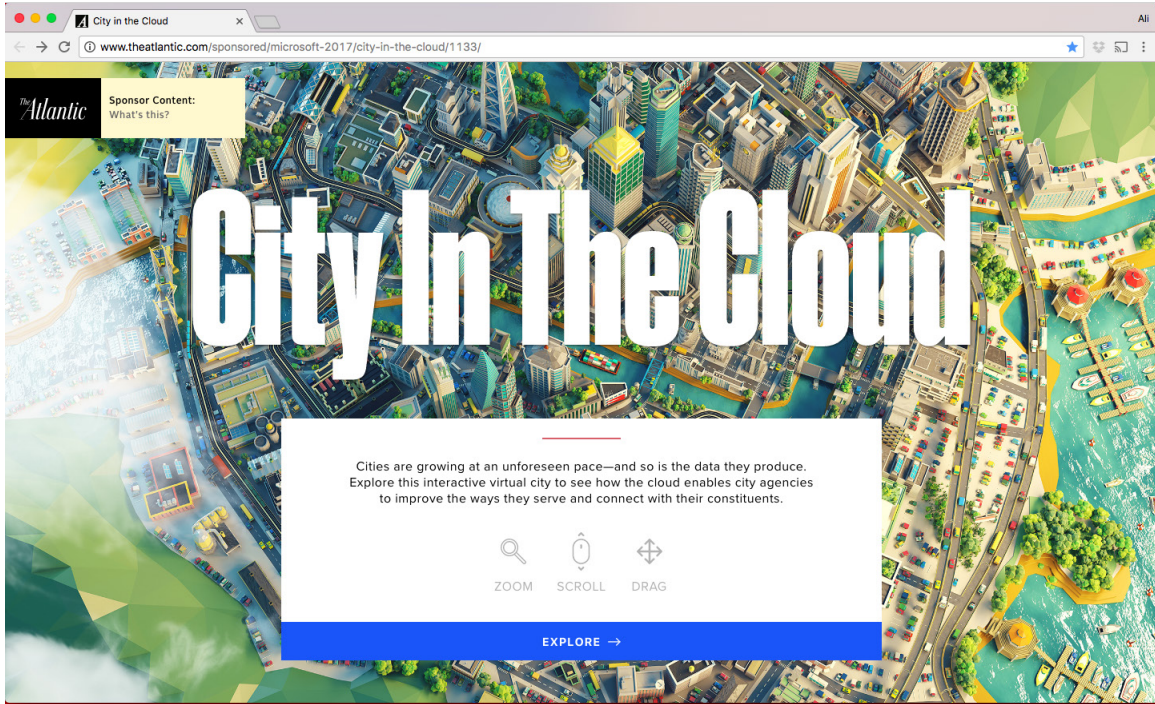 City in the Cloud
Ali
www.theatlantic.com/sponsored/microsoft-2017/city-in-the-cloud/1133/
The Atlantic
Sponsor Content:
What's this?
City In The Cloud
Cities are growing at an unforeseen pace—and so is the data they produce.
Explore this interactive virtual city to see how the cloud enables city agencies
to improve the ways they serve and connect with their constituents.
ZOOM SCROLL DRAG
EXPLORE →